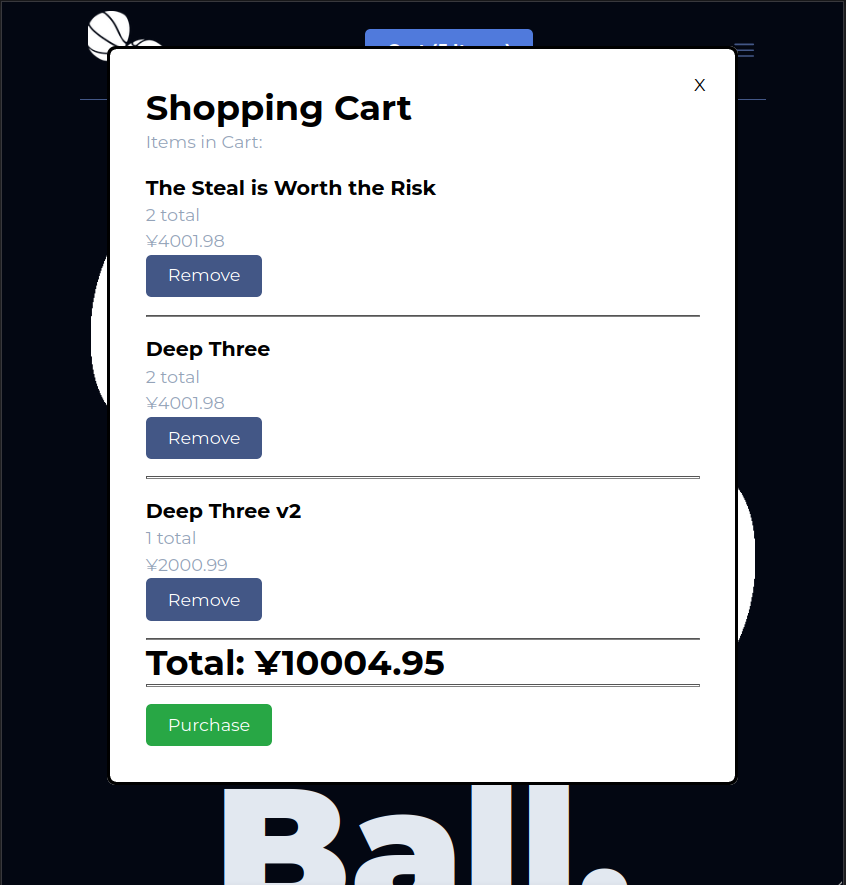 X
Shopping Cart
Items in Cart:
The Steal is Worth the Risk
2 total
¥4001.98
Remove
Deep Three
2 total
¥4001.98
Remove
Deep Three v2
1 total
¥2000.99
Remove
Total: ¥10004.95
Purchase
Ball.